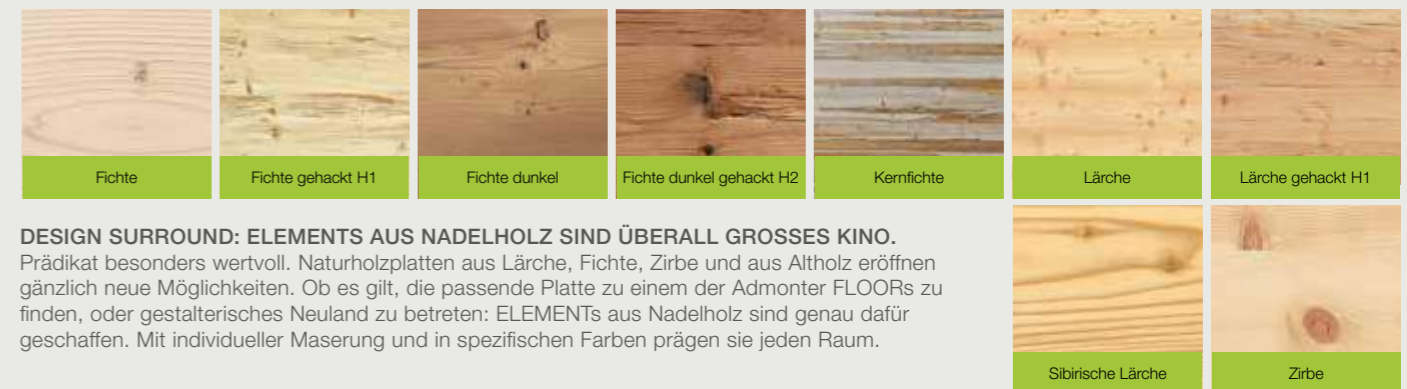 Fichte
Fichte gehackt H1
Fichte dunkel
Fichte dunkel gehackt H2
Kernfichte
Lärche
Lärche gehackt H1
DESIGN SURROUND: ELEMENTS AUS NADELHOLZ SIND ÜBERALL GROSSES KINO.
Prädikat besonders wertvoll. Naturholzplatten aus Lärche, Fichte, Zirbe und aus Altholz eröffnen
gänzlich neue Möglichkeiten. Ob es gilt, die passende Platte zu einem der Admonter FLOORs zu
finden, oder gestalterisches Neuland zu betreten: ELEMENTs aus Nadelholz sind genau dafür
geschaffen. Mit individueller Maserung und in spezifischen Farben prägen sie jeden Raum.
Sibirische Lärche
Zirbe